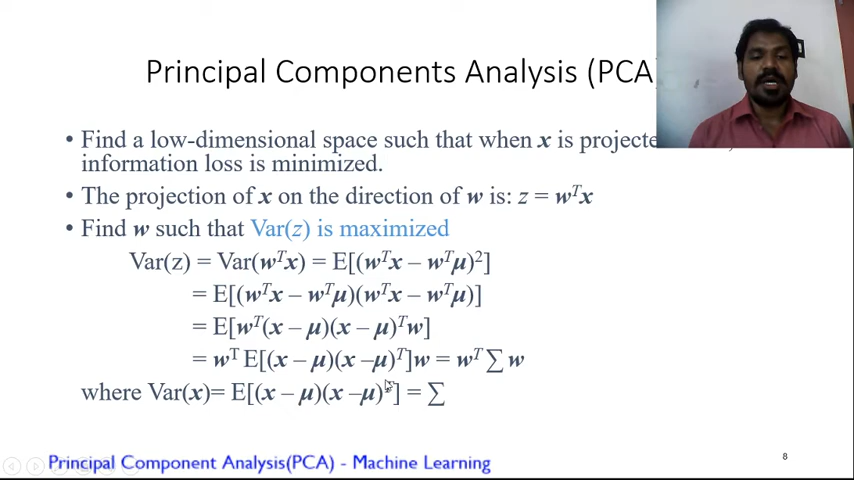 Principal Components Analysis (PCA
• Find a low-dimensional space such that when x is projecte
information loss is minimized.
• The projection of x on the direction of w is: z = wᵀx
• Find w such that Var(z) is maximized
Var(z) = Var(wᵀx) = E[(wᵀx – wᵀμ)²]
= E[(wᵀx – wᵀμ)(wᵀx – wᵀμ)]
= E[wᵀ(x – μ)(x – μ)ᵀw]
= wᵀ E[(x – μ)(x –μ)ᵀ]w = wᵀ ∑ w
where Var(x)= E[(x – μ)(x –μ)ᵀ] = ∑
Principal Component Analysis(PCA) - Machine Learning
8